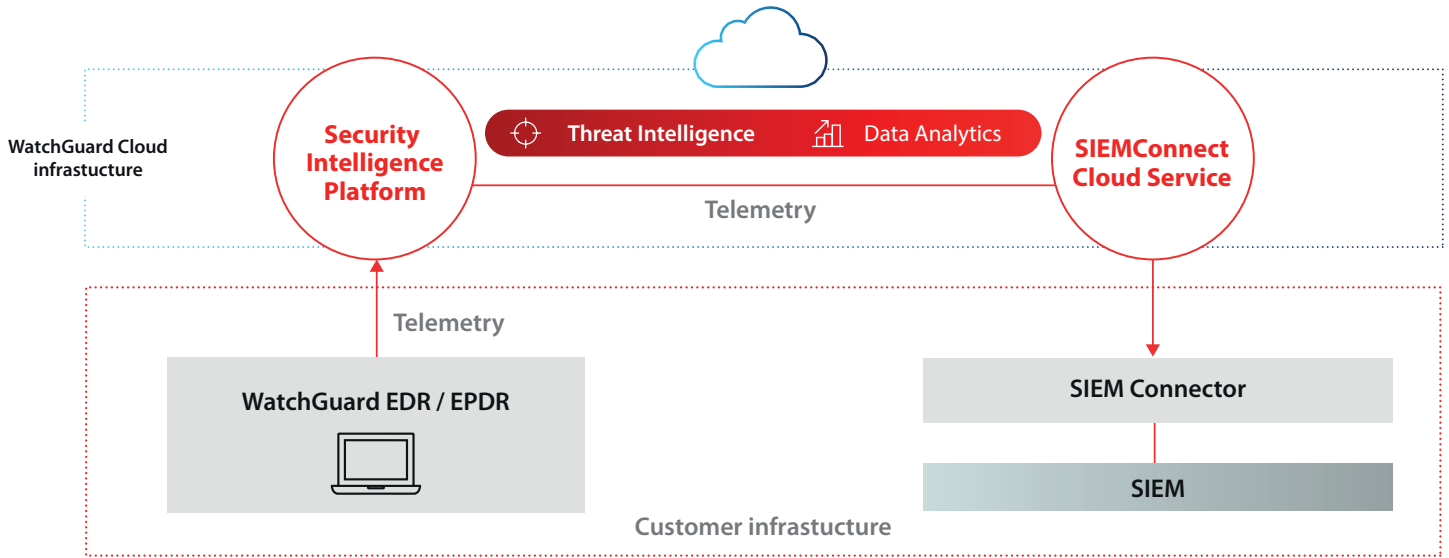 WatchGuard Cloud
infrastucture
Security
Intelligence
Platform
Threat Intelligence
Data Analytics
Telemetry
SIEMConnect
Cloud Service
Telemetry
WatchGuard EDR / EPDR
SIEM Connector
SIEM
Customer infrastucture